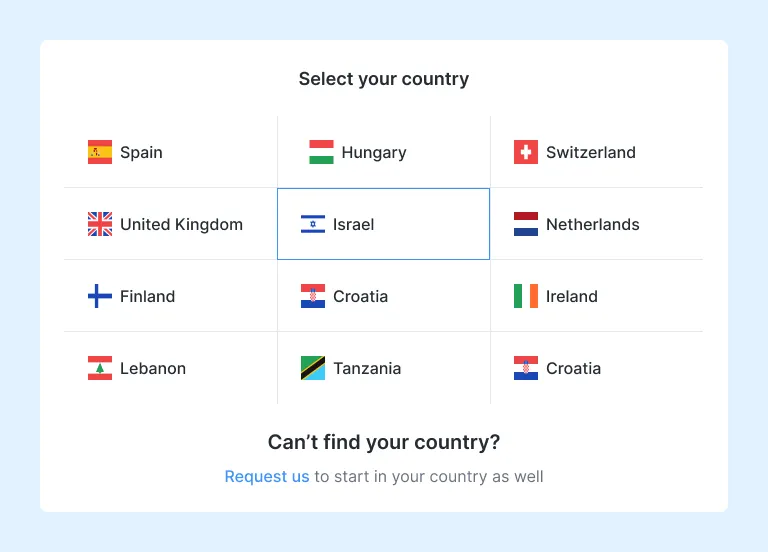 Select your country
Spain
Hungary
Switzerland
United Kingdom
Israel
Netherlands
Finland
Croatia
Ireland
Lebanon
Tanzania
Croatia
Can’t find your country?
Request us to start in your country as well